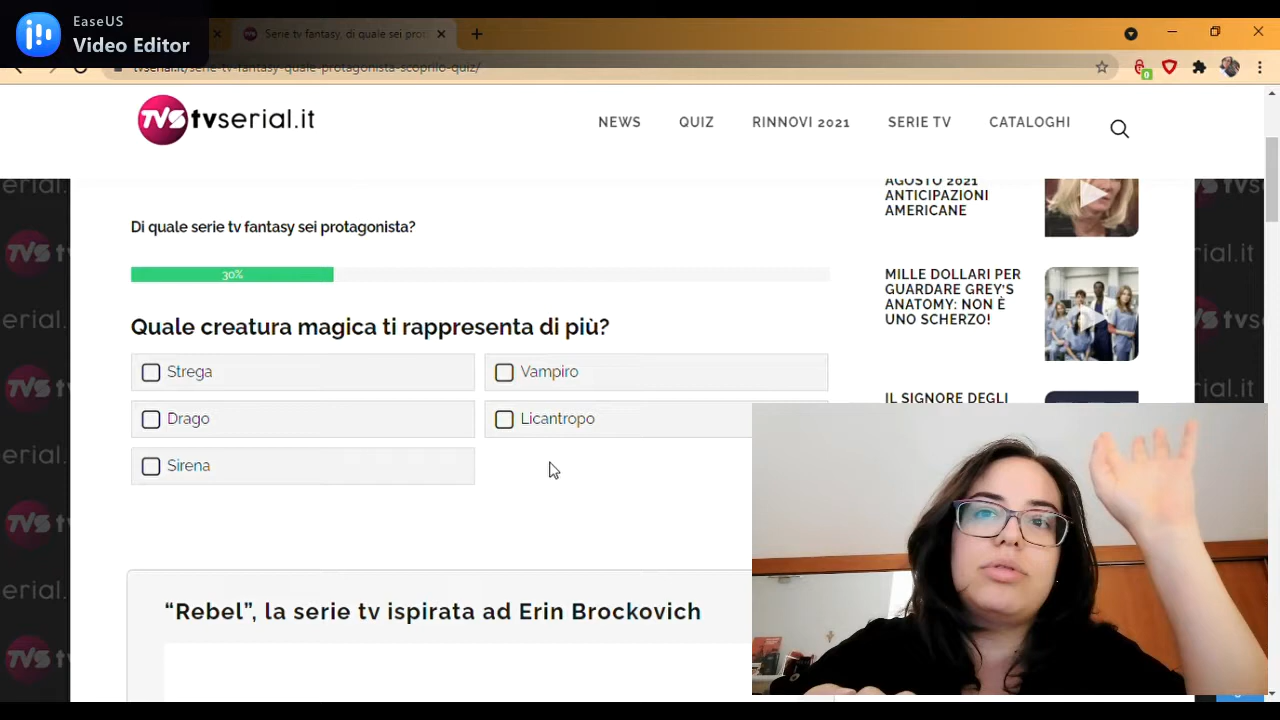 EaseUS
Video Editor
Serie tv fantasy, di quale sei prot
tvserial.it/serie-tv-fantasy-quale-protagonista-scoprilo-quiz/
0
TVS tvserial.it
NEWS
QUIZ
RINNOVI 2021
SERIE TV
CATALOGHI
AGOSTO 2021
ANTICIPAZIONI
AMERICANE
Di quale serie tv fantasy sei protagonista?
30%
MILLE DOLLARI PER
GUARDARE GREY'S
ANATOMY: NON È
UNO SCHERZO!
Quale creatura magica ti rappresenta di più?
Strega
Vampiro
Drago
Licantropo
Sirena
IL SIGNORE DEGLI
“Rebel”, la serie tv ispirata ad Erin Brockovich